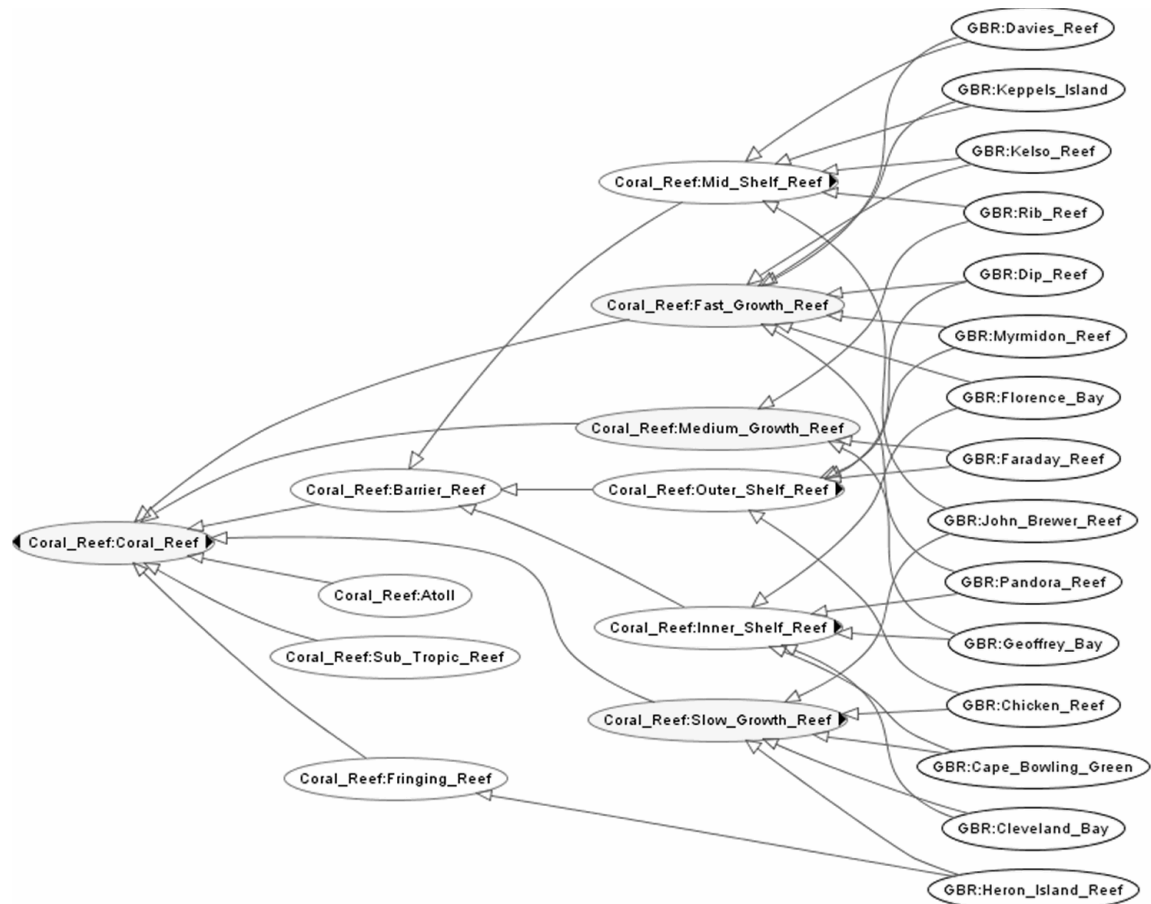 GBR:Davies_Reef
GBR:Keppels_Island
GBR:Kelso_Reef
Coral_Reef:Mid_Shelf_Reef
GBR:Rib_Reef
GBR:Dip_Reef
Coral_Reef:Fast_Growth_Reef
GBR:Myrmidon_Reef
GBR:Florence_Bay
Coral_Reef:Medium_Growth_Reef
GBR:Faraday_Reef
Coral_Reef:Barrier_Reef
Coral_Reef:Outer_Shelf_Reef
GBR:John_Brewer_Reef
Coral_Reef:Coral_Reef
GBR:Pandora_Reef
Coral_Reef:Atoll
Coral_Reef:Inner_Shelf_Reef
GBR:Geoffrey_Bay
Coral_Reef:Sub_Tropic_Reef
GBR:Chicken_Reef
Coral_Reef:Slow_Growth_Reef
GBR:Cape_Bowling_Green
Coral_Reef:Fringing_Reef
GBR:Cleveland_Bay
GBR:Heron_Island_Reef